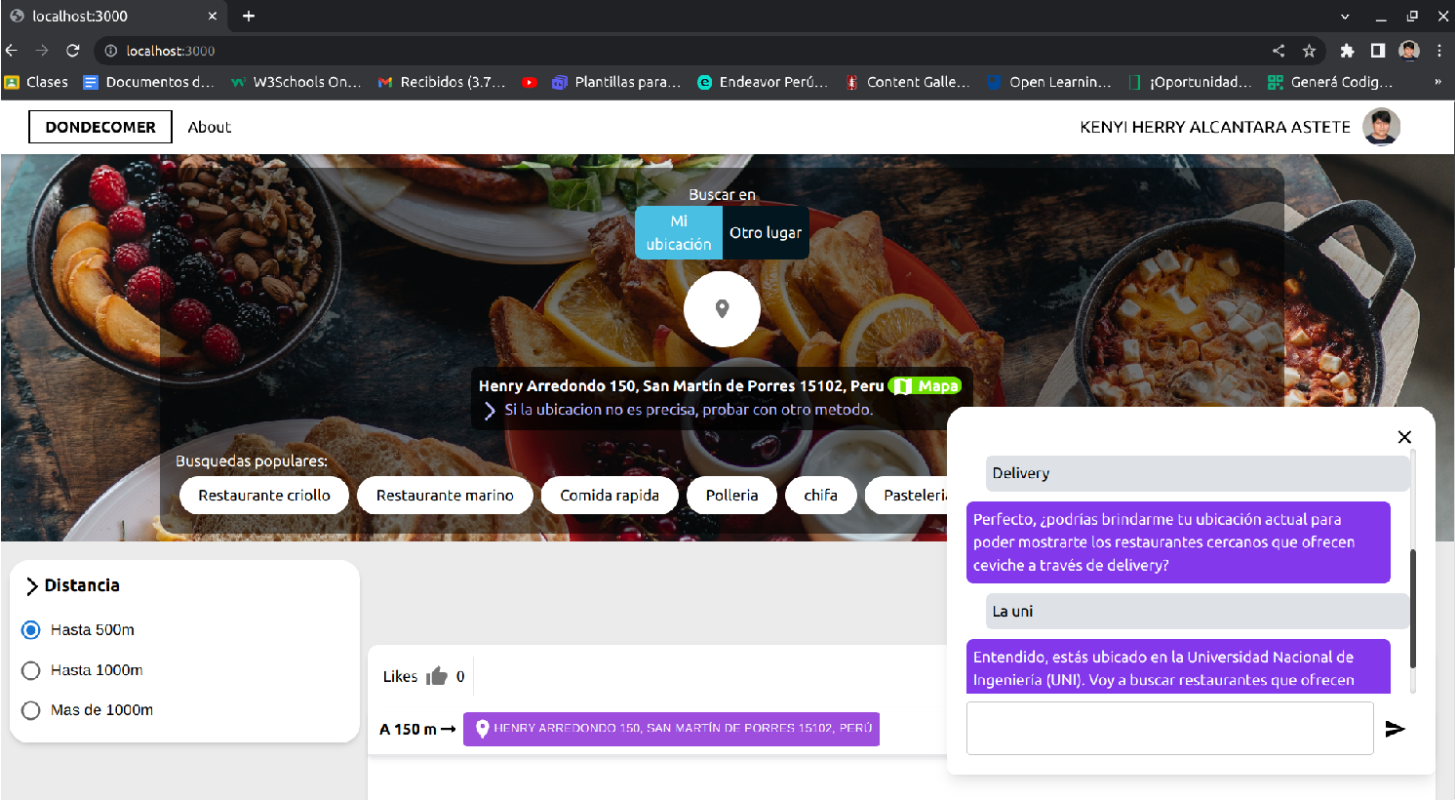 localhost:3000
localhost:3000
Clases
Documentos d...
W3Schools On...
Recibidos (3.7...
Plantillas para...
Endeavor Perú...
Content Galle...
Open Learnin...
¡Oportunidad...
Generá Codig...
DONDECOMER
About
KENYI HERRY ALCANTARA ASTETE
Buscar en
Mi
ubicación
Otro lugar
Henry Arredondo 150, San Martín de Porres 15102, Peru Mapa
Si la ubicacion no es precisa, probar con otro metodo.
Busquedas populares:
Restaurante criollo
Restaurante marino
Comida rapida
Polleria
chifa
Pasteleria
Distancia
Hasta 500m
Hasta 1000m
Mas de 1000m
Likes 0
A 150 m
HENRY ARREDONDO 150, SAN MARTÍN DE PORRES 15102, PERÚ
Delivery
Perfecto, ¿podrías brindarme tu ubicación actual para
poder mostrarte los restaurantes cercanos que ofrecen
ceviche a través de delivery?
La uni
Entendido, estás ubicado en la Universidad Nacional de
Ingeniería (UNI). Voy a buscar restaurantes que ofrecen